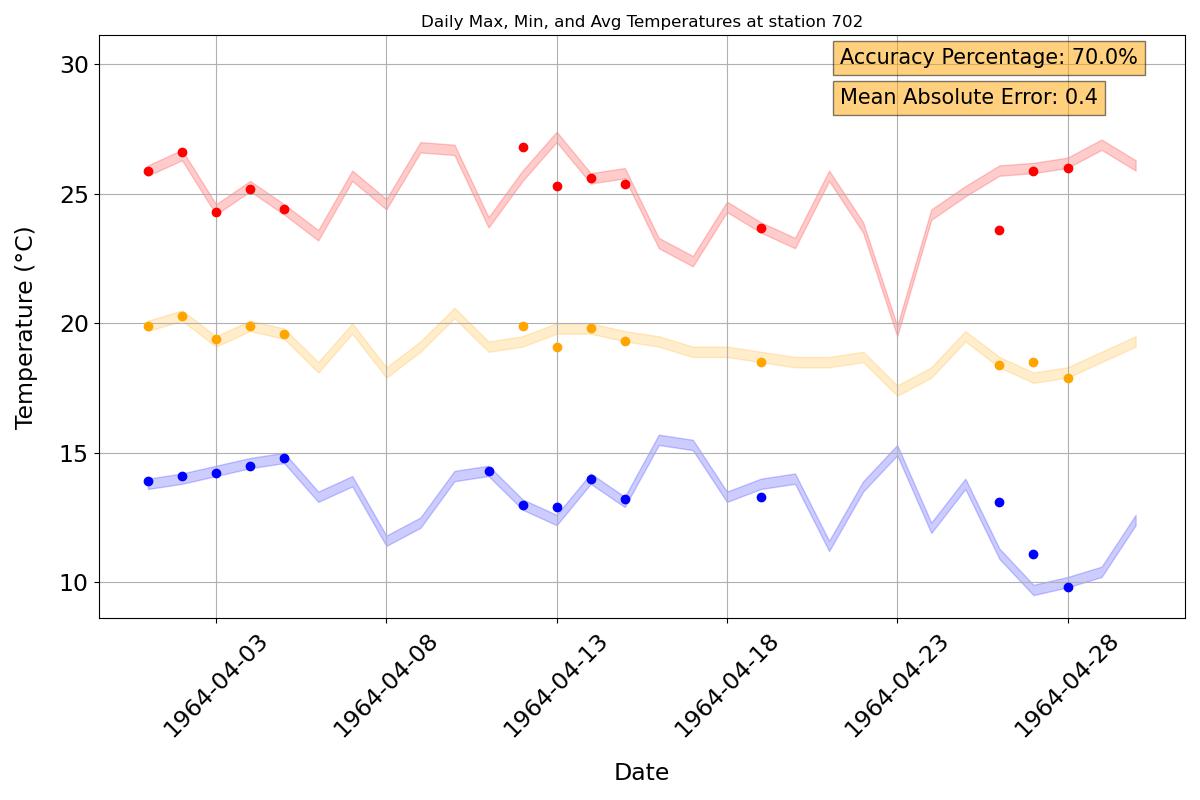 Daily Max, Min, and Avg Temperatures at station 702
Accuracy Percentage: 70.0%
Mean Absolute Error: 0.4
Temperature (°C)
30
25
20
15
10
1964-04-03
1964-04-08
1964-04-13
1964-04-18
1964-04-23
1964-04-28
Date